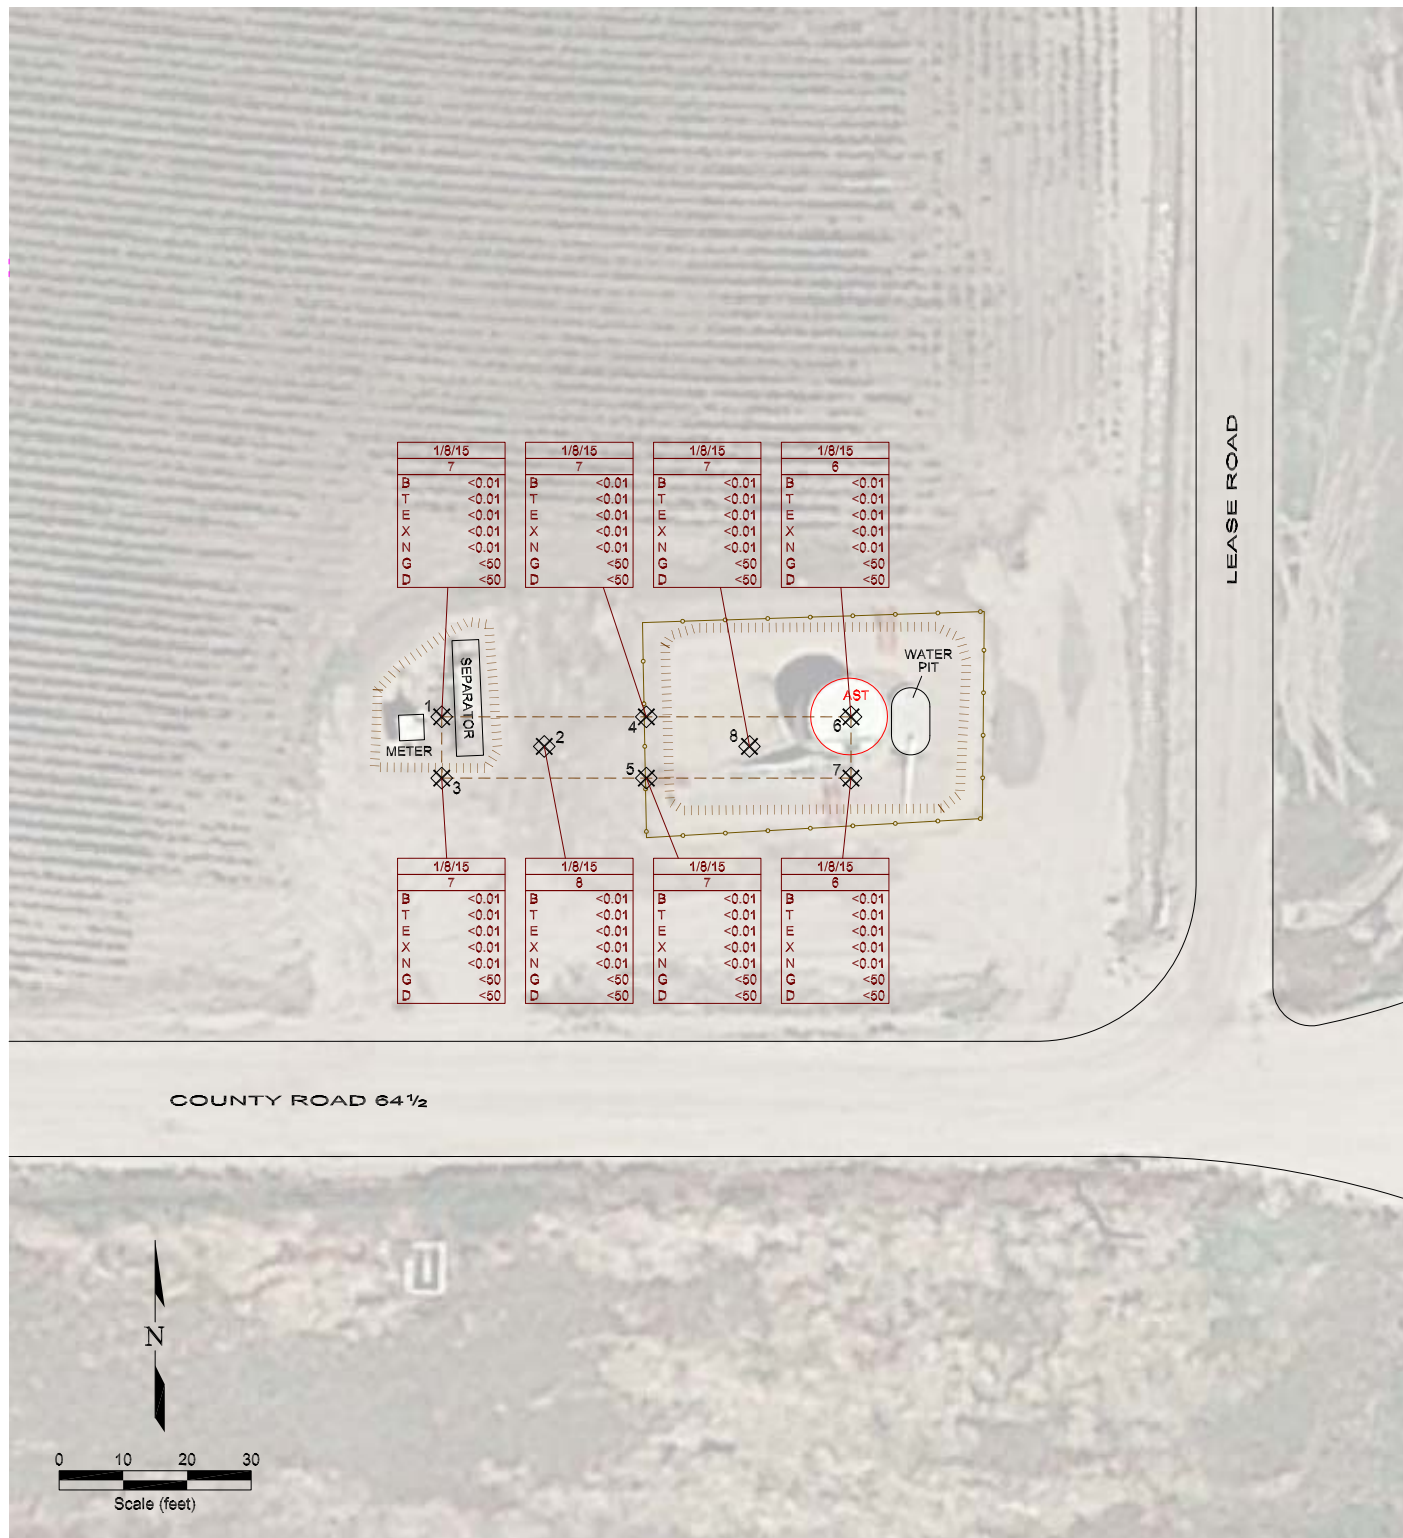 1/8/15
7
B <0.01
T <0.01
E <0.01
X <0.01
N <0.01
G <50
D <50
1/8/15
7
B <0.01
T <0.01
E <0.01
X <0.01
N <0.01
G <50
D <50
1/8/15
7
B <0.01
T <0.01
E <0.01
X <0.01
N <0.01
G <50
D <50
1/8/15
6
B <0.01
T <0.01
E <0.01
X <0.01
N <0.01
G <50
D <50
LEASE ROAD
SEPARATOR
METER
WATER
PIT
AST
1
2
3
4
5
6
7
8
1/8/15
7
B <0.01
T <0.01
E <0.01
X <0.01
N <0.01
G <50
D <50
1/8/15
8
B <0.01
T <0.01
E <0.01
X <0.01
N <0.01
G <50
D <50
1/8/15
7
B <0.01
T <0.01
E <0.01
X <0.01
N <0.01
G <50
D <50
1/8/15
6
B <0.01
T <0.01
E <0.01
X <0.01
N <0.01
G <50
D <50
COUNTY ROAD 64½
N
0 10 20 30
Scale (feet)